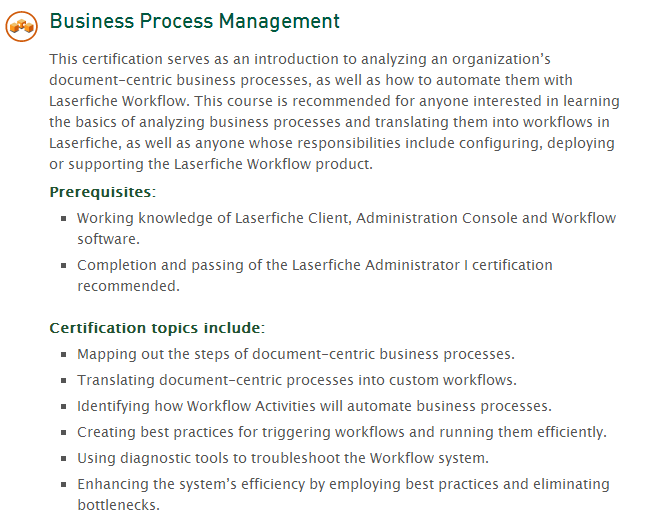 Business Process Management
This certification serves as an introduction to analyzing an organization’s
document-centric business processes, as well as how to automate them with
Laserfiche Workflow. This course is recommended for anyone interested in learning
the basics of analyzing business processes and translating them into workflows in
Laserfiche, as well as anyone whose responsibilities include configuring, deploying
or supporting the Laserfiche Workflow product.
Prerequisites:
Working knowledge of Laserfiche Client, Administration Console and Workflow
software.
Completion and passing of the Laserfiche Administrator I certification
recommended.
Certification topics include:
Mapping out the steps of document-centric business processes.
Translating document-centric processes into custom workflows.
Identifying how Workflow Activities will automate business processes.
Creating best practices for triggering workflows and running them efficiently.
Using diagnostic tools to troubleshoot the Workflow system.
Enhancing the system’s efficiency by employing best practices and eliminating
bottlenecks.